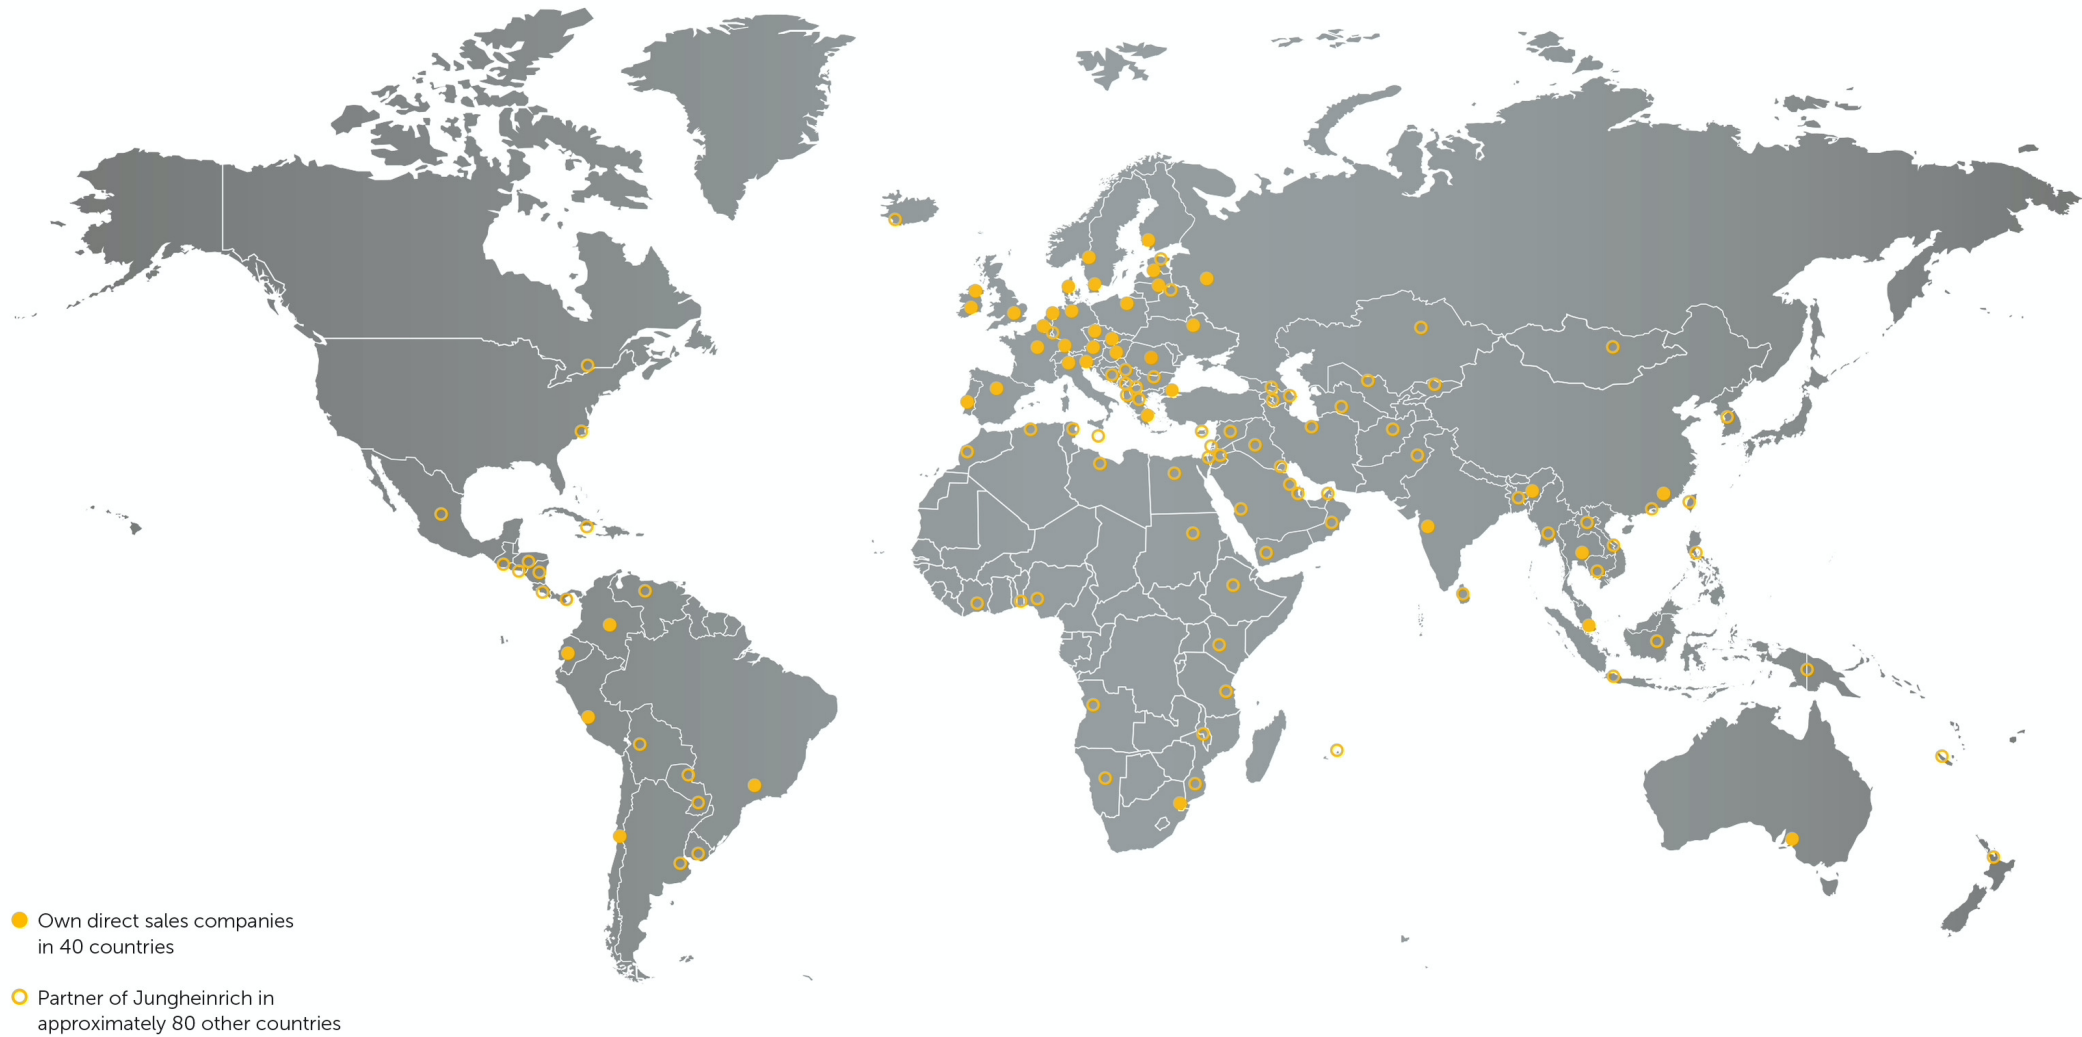 Own direct sales companies
in 40 countries
Partner of Jungheinrich in
approximately 80 other countries